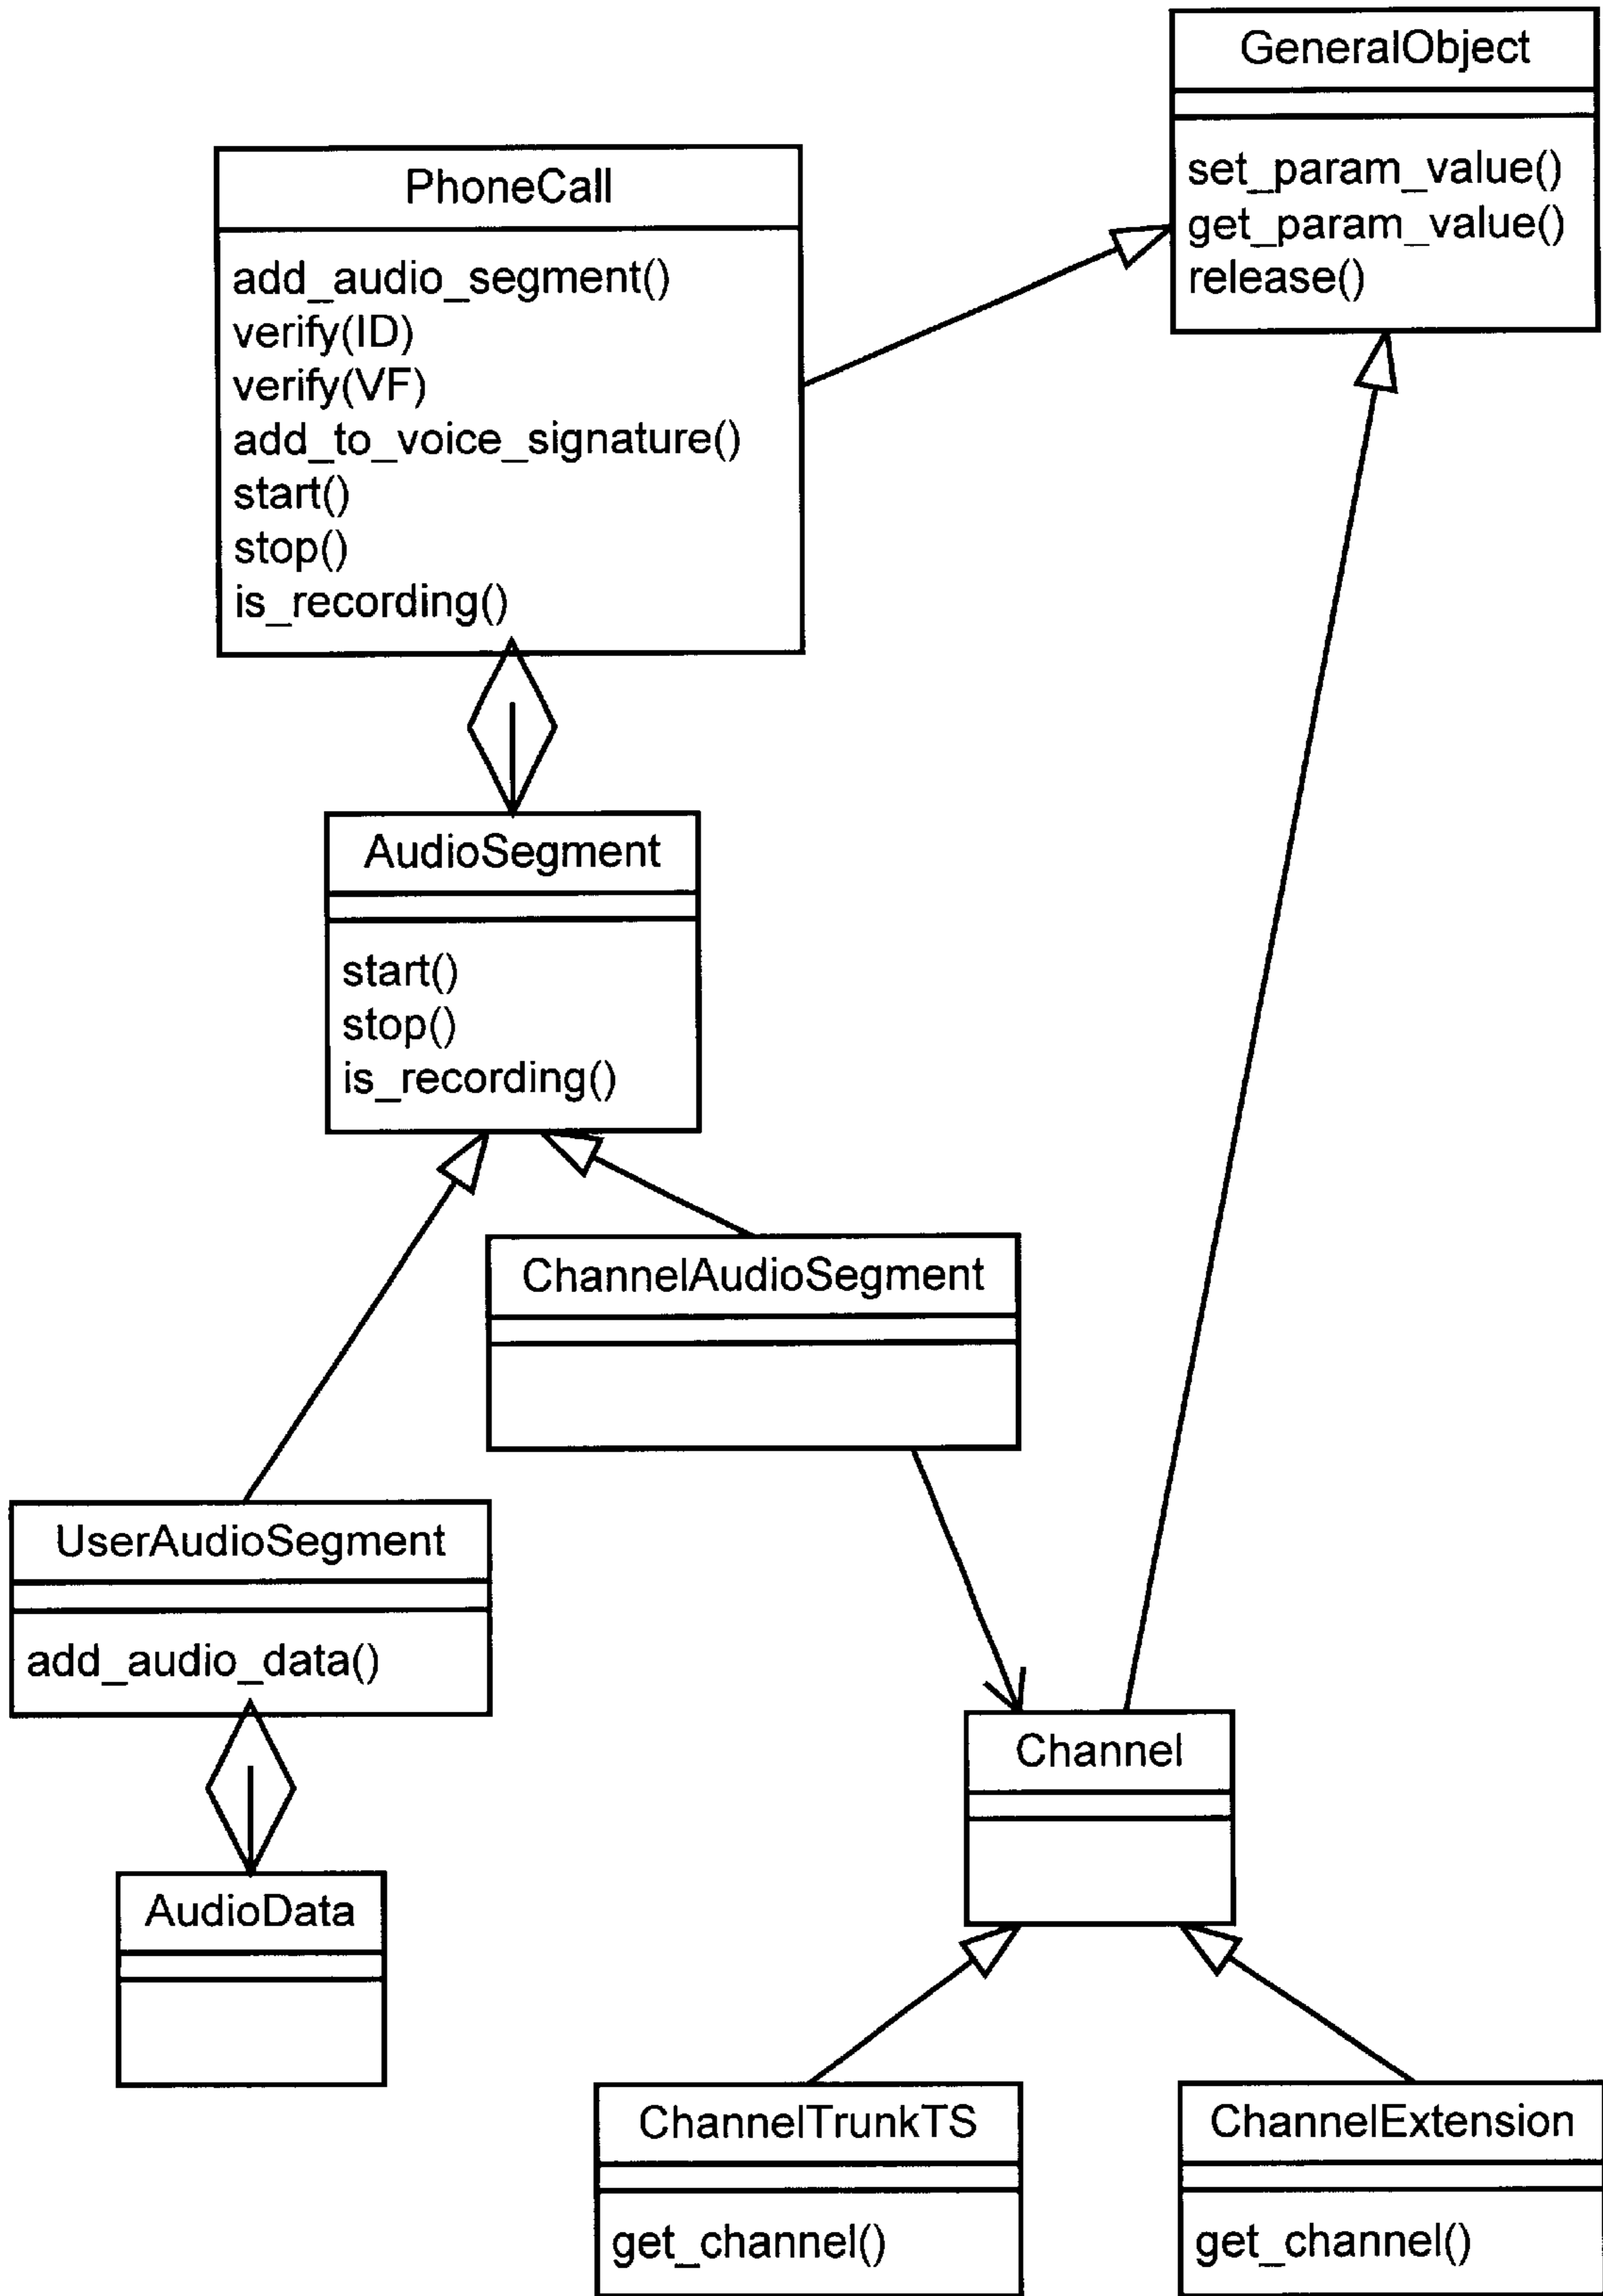 GeneralObject
set_param_value()
get_param_value()
release()
PhoneCall
add_audio_segment()
verify(ID)
verify(VF)
add_to_voice_signature()
start()
stop()
is_recording()
AudioSegment
start()
stop()
is_recording()
ChannelAudioSegment
UserAudioSegment
add_audio_data()
Channel
AudioData
ChannelTrunkTS
get_channel()
ChannelExtension
get_channel()